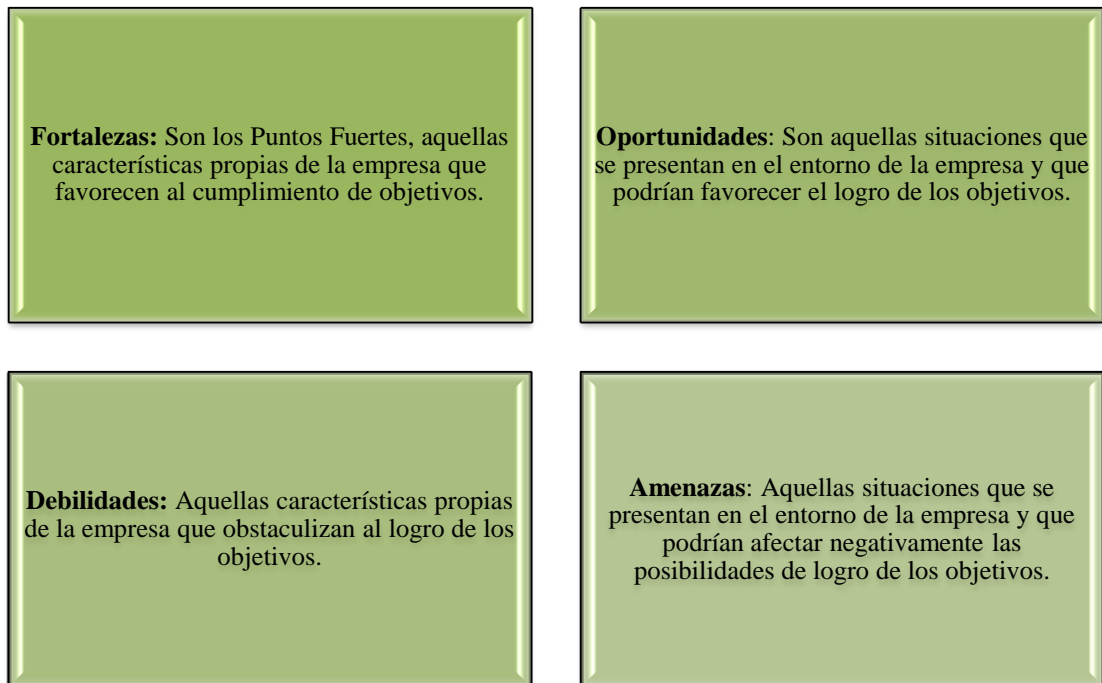 Fortalezas: Son los Puntos Fuertes, aquellas
características propias de la empresa que
favorecen al cumplimiento de objetivos.
Oportunidades: Son aquellas situaciones que
se presentan en el entorno de la empresa y que
podrían favorecer el logro de los objetivos.
Debilidades: Aquellas características propias
de la empresa que obstaculizan al logro de los
objetivos.
Amenazas: Aquellas situaciones que se
presentan en el entorno de la empresa y que
podrían afectar negativamente las
posibilidades de logro de los objetivos.